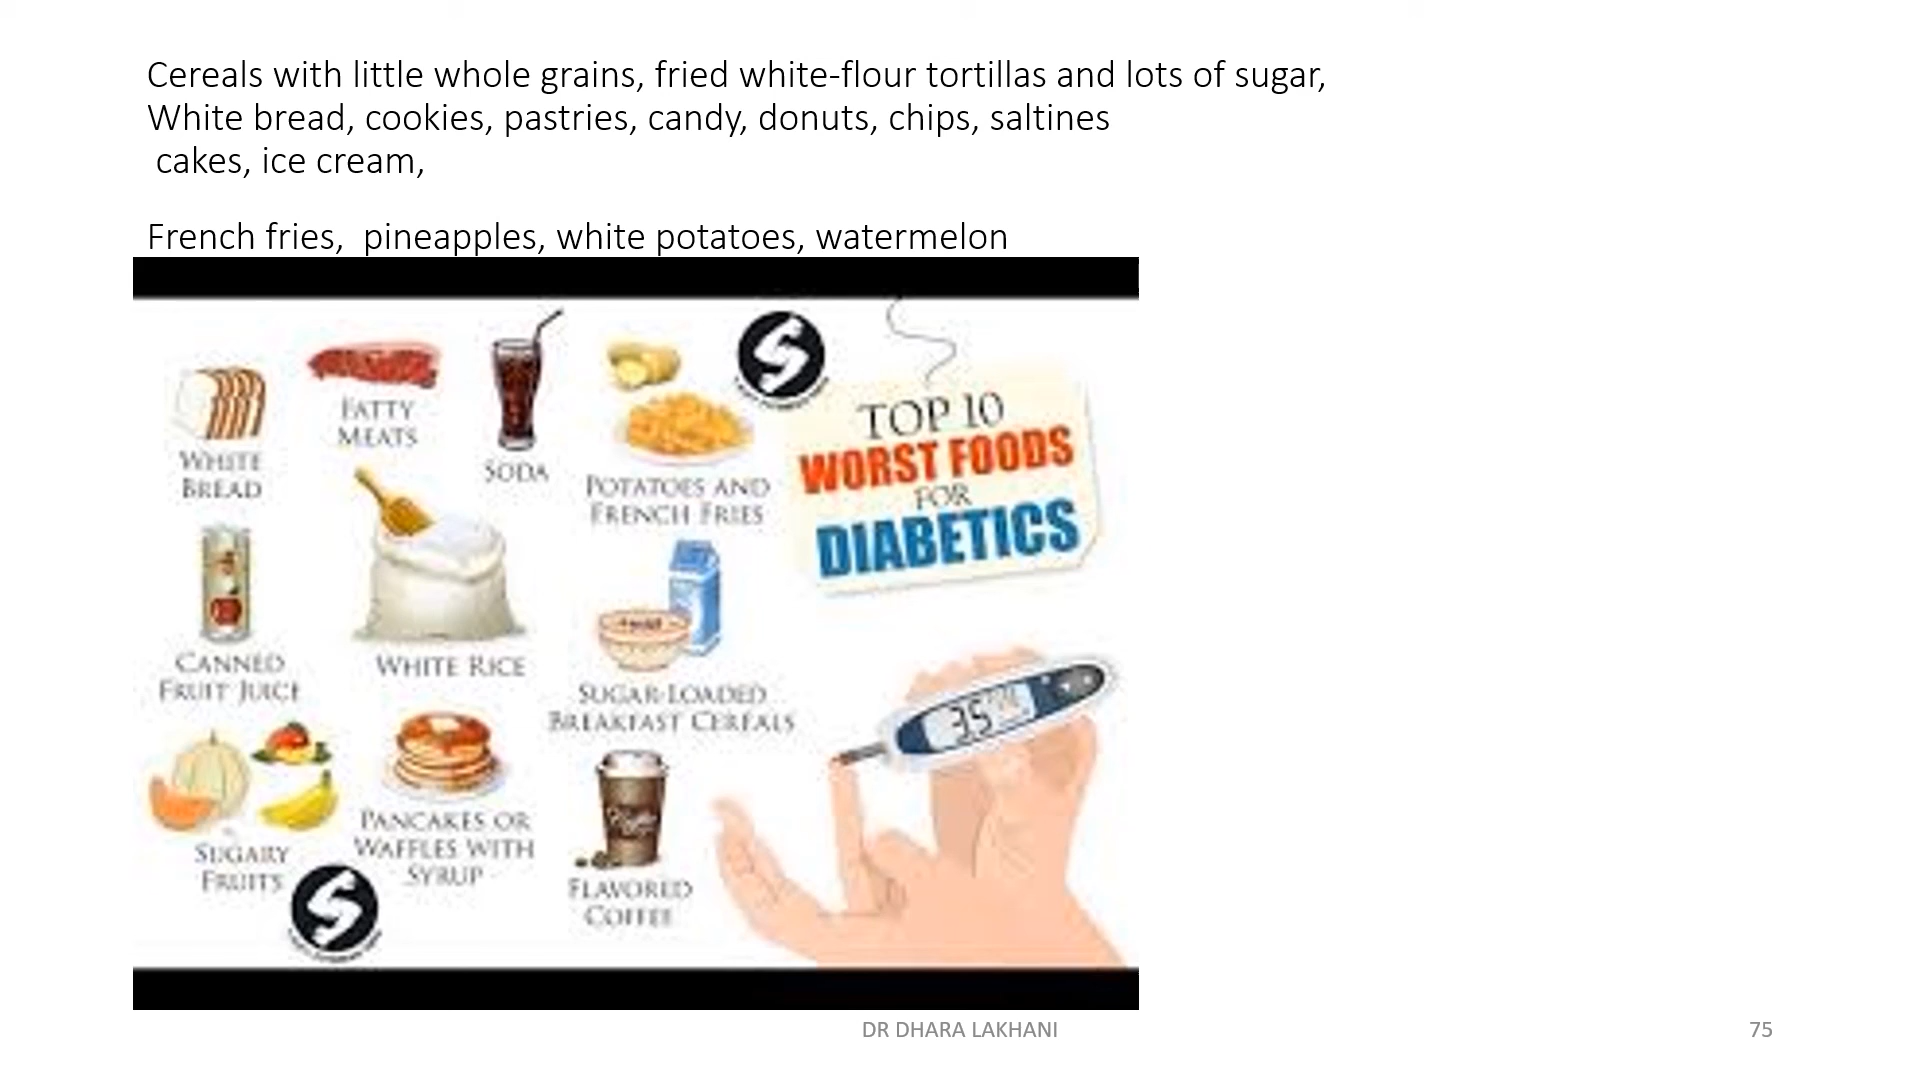 Cereals with little whole grains, fried white-flour tortillas and lots of sugar,
White bread, cookies, pastries, candy, donuts, chips, saltines
cakes, ice cream,
French fries,  pineapples, white potatoes, watermelon
TOP 10
WORST FOODS
FOR
DIABETICS
WHITE
BREAD
FATTY
MEATS
SODA
POTATOES AND
FRENCH FRIES
CANNED
FRUIT JUICE
WHITE RICE
SUGAR-LOADED
BREAKFAST CEREALS
SUGARY
FRUITS
PANCAKES OR
WAFFLES WITH
SYRUP
FLAVORED
COFFEE
35
DR DHARA LAKHANI
75